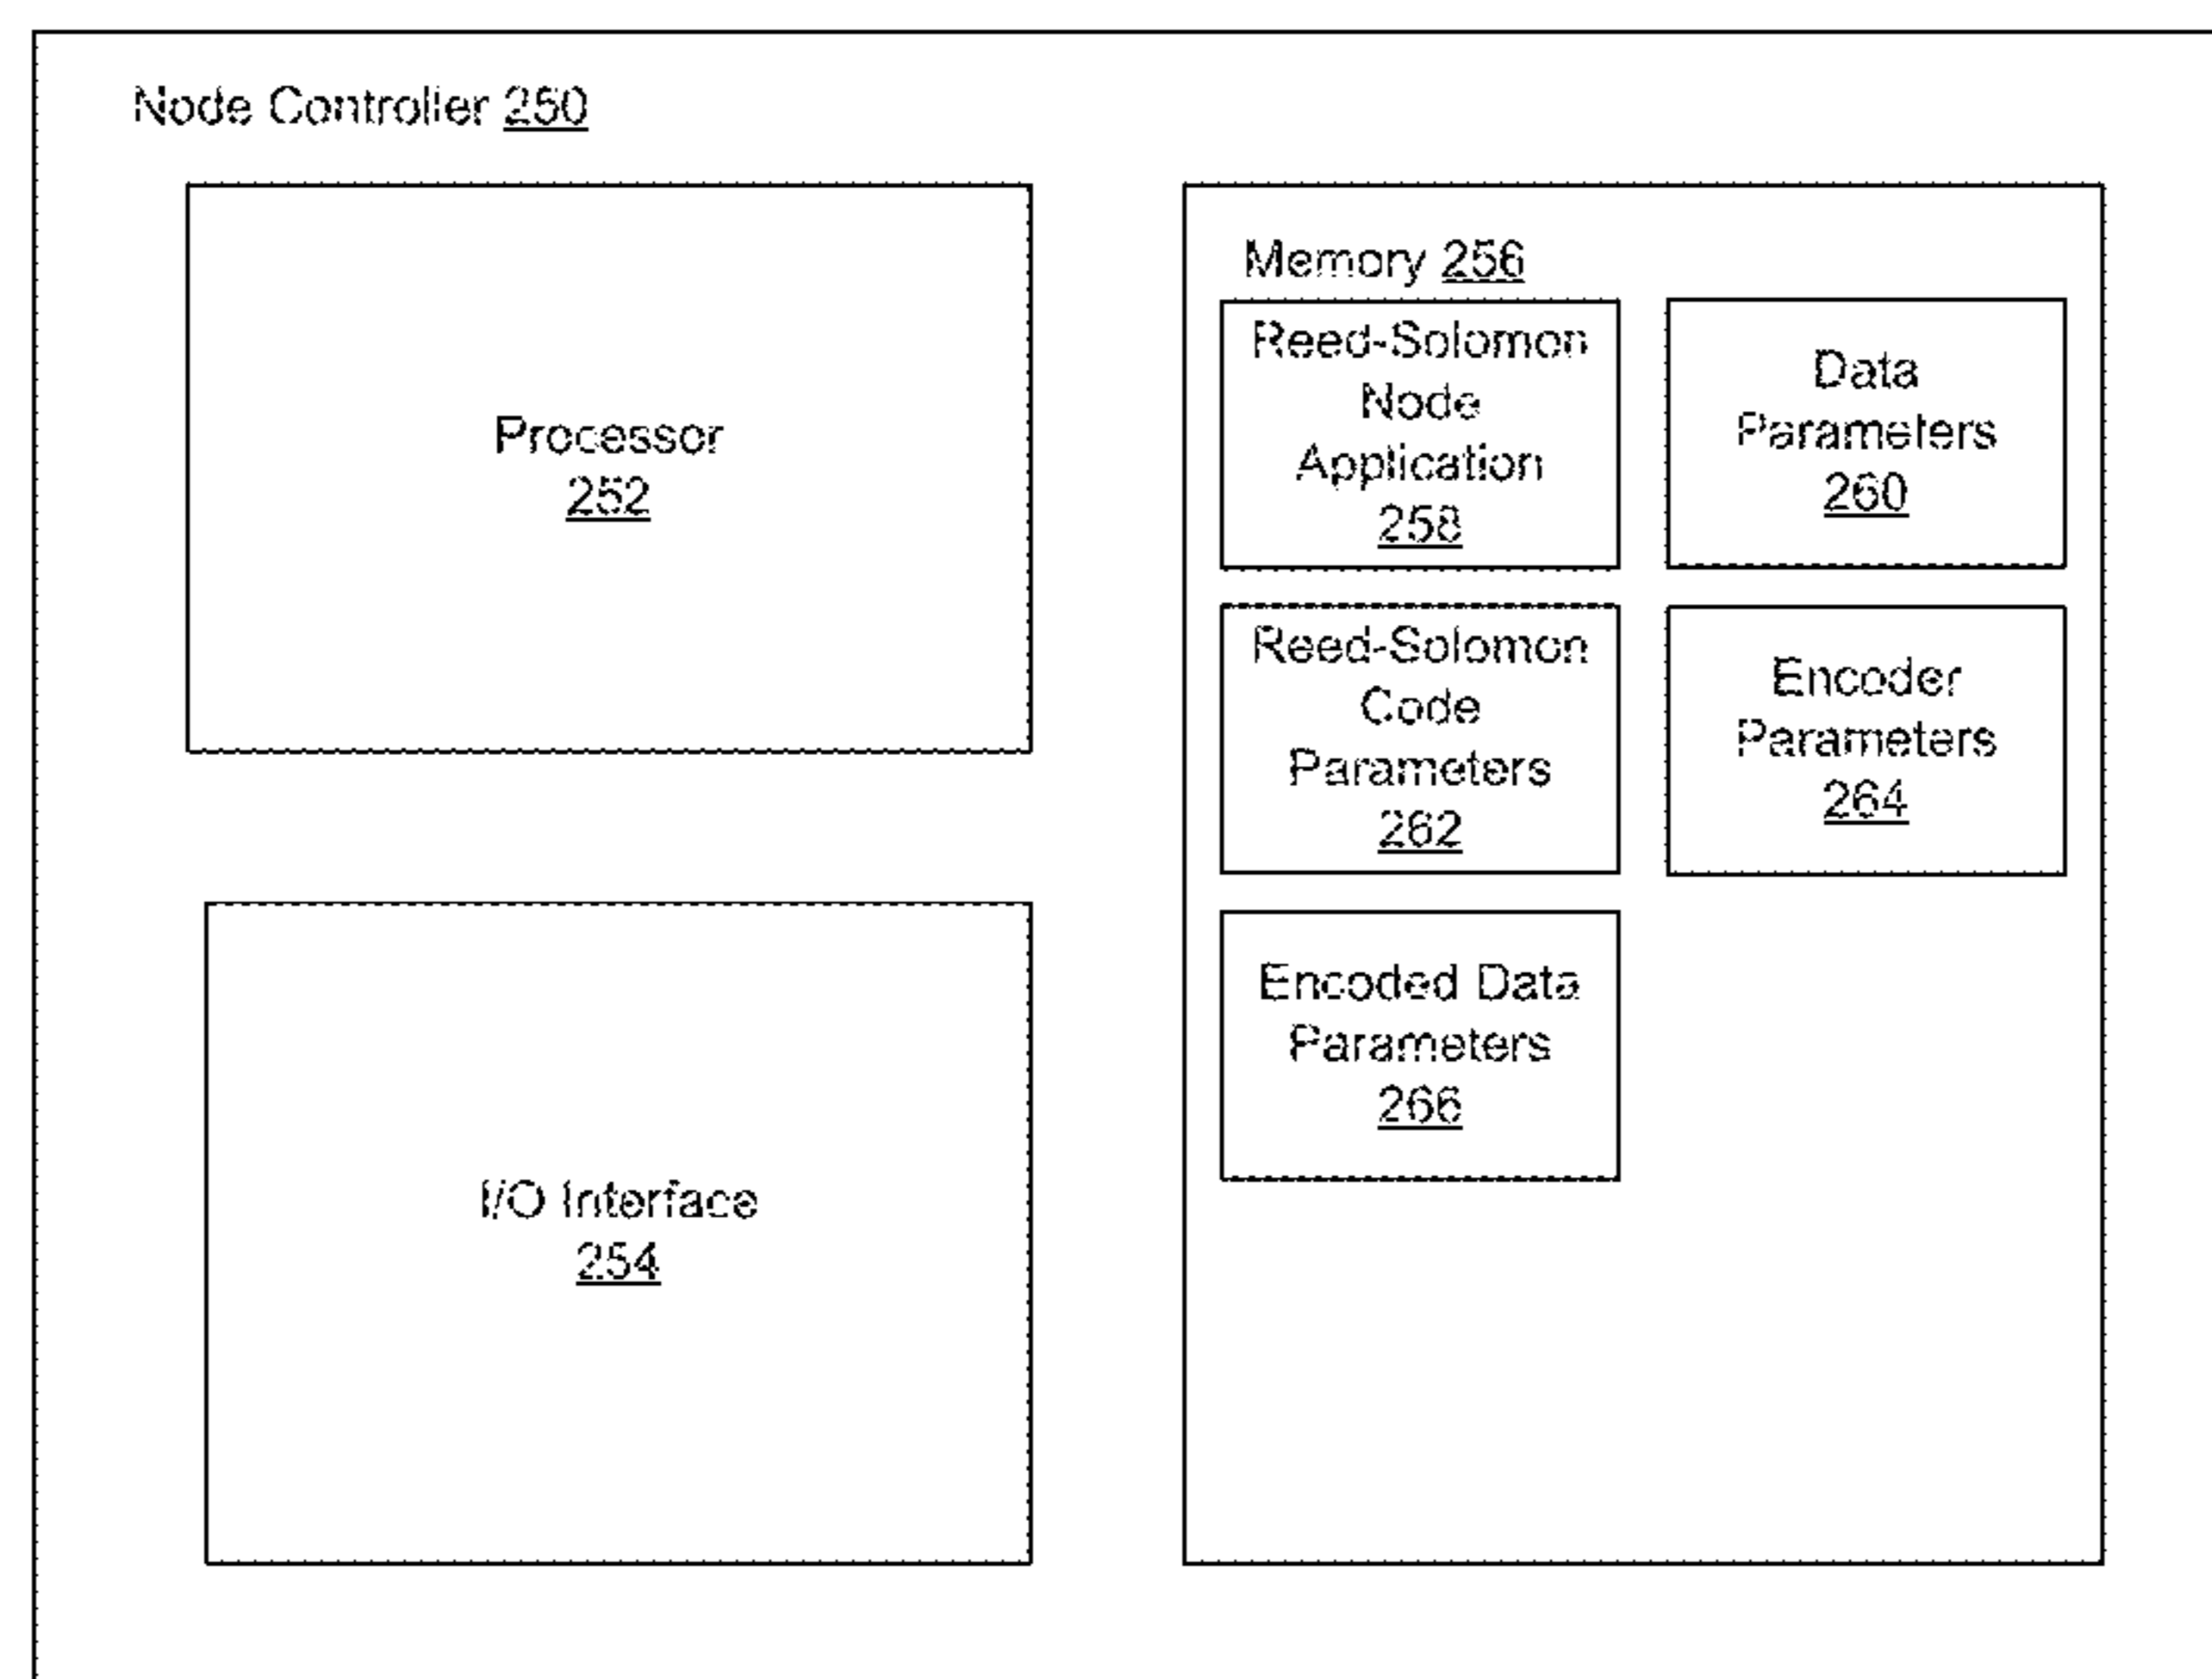 Node Controller 250
Processor
252
I/O Interface
254
Memory 256
Reed-Solomon
Node
Application
258
Data
Parameters
260
Reed-Solomon
Code
Parameters
262
Encoder
Parameters
264
Encoded Data
Parameters
266